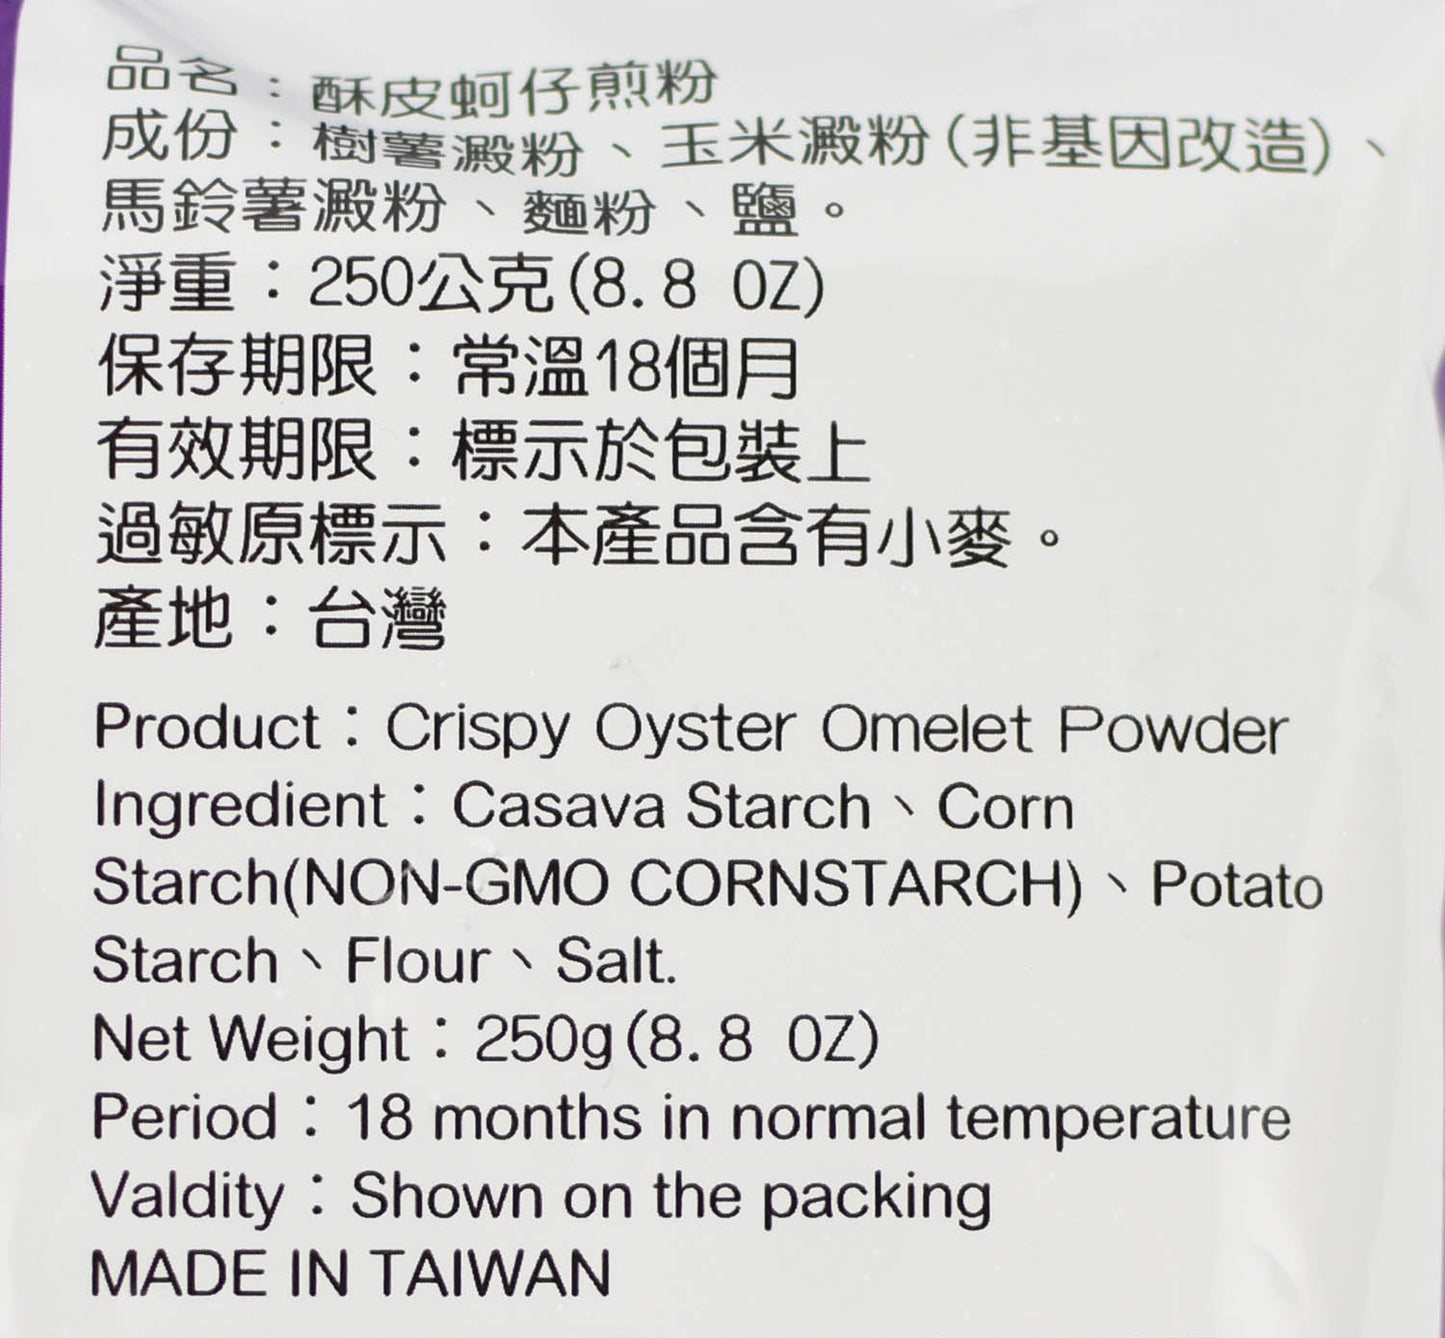 品名：酥皮蚵仔煎粉
成份：樹薯澱粉、玉米澱粉(非基因改造)、
馬鈴薯澱粉、麵粉、鹽。
淨重：250公克(8.8 OZ)
保存期限：常溫18個月
有效期限：標示於包裝上
過敏原標示：本產品含有小麥。
產地：台灣
Product：Crispy Oyster Omelet Powder
Ingredient：Casava Starch、Corn
Starch(NON-GMO CORNSTARCH)、Potato
Starch、Flour、Salt.
Net Weight：250g(8.8 OZ)
Period：18 months in normal temperature
Valdity：Shown on the packing
MADE IN TAIWAN